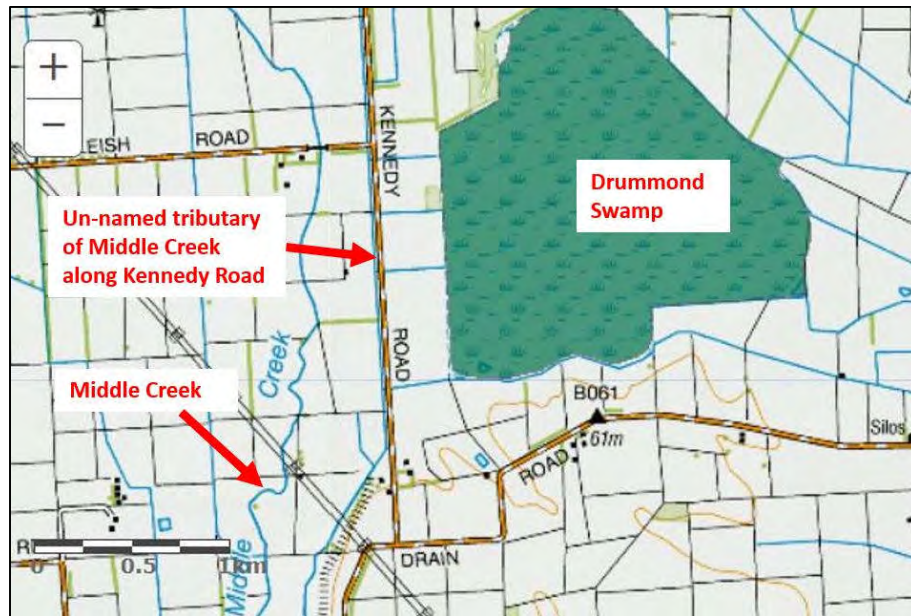 +
−
LEISH ROAD
KENNEDY
ROAD
Un-named tributary
of Middle Creek
along Kennedy Road
Drummond
Swamp
Middle Creek
Creek
Middle
B061
61m
ROAD
Silos
DRAIN
R
0 0.5 1km